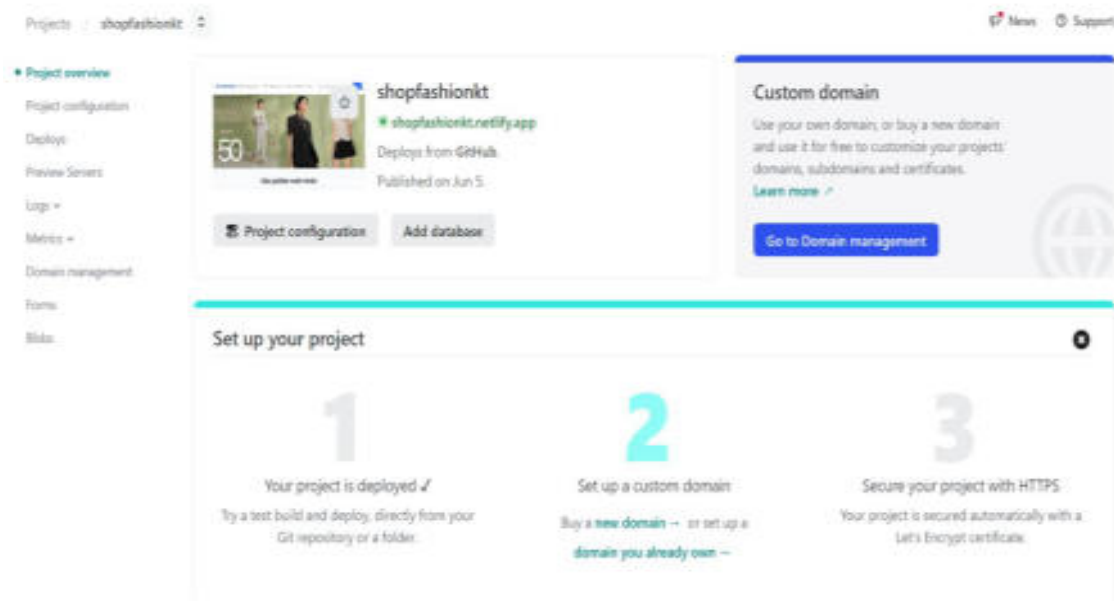 Projects / shopfashionkt
News
Support
Project overview
Project configuration
Deploys
Preview Servers
Logs
Metrics
Domain management
Forms
Blobs
50
shopfashionkt
shopfashionkt.netlify.app
Deploys from GitHub.
Published on Jun 5.
Project configuration
Add database
Custom domain
Use your own domain, or buy a new domain
and use it for free to customize your projects'
domains, subdomains and certificates.
Learn more ↗
Go to Domain management
Set up your project
1
Your project is deployed ✓
Try a test build and deploy, directly from your
Git repository or a folder.
2
Set up a custom domain
Buy a new domain → or set up a
domain you already own →
3
Secure your project with HTTPS
Your project is secured automatically with a
Let's Encrypt certificate.